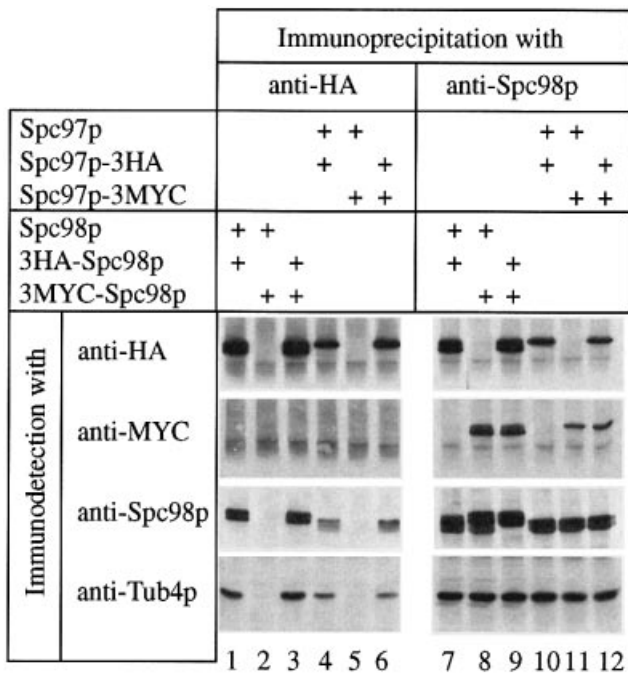 Immunoprecipitation with
anti-HA anti-Spc98p
Spc97p + + + +
Spc97p-3HA + + + +
Spc97p-3MYC + + + +
Spc98p + + + +
3HA-Spc98p + + + +
3MYC-Spc98p + + + +
Immunodetection with
anti-HA
anti-MYC
anti-Spc98p
anti-Tub4p
1 2 3 4 5 6 7 8 9 10 11 12